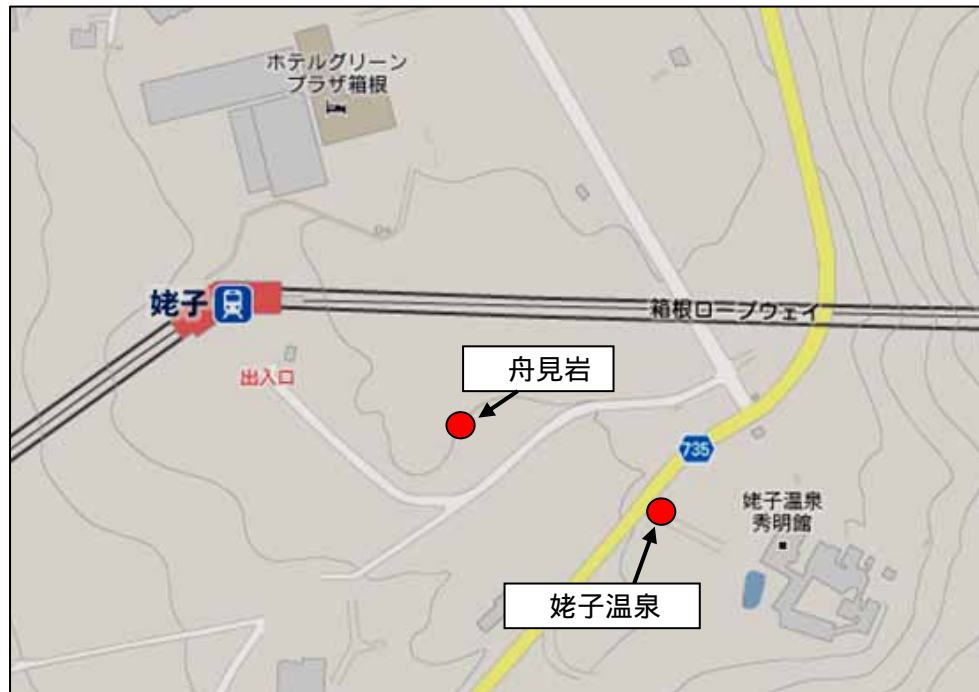 ホテルグリーン
プラザ箱根
姥子
箱根ロープウェイ
出入口
舟見岩
735
姥子温泉
秀明館
姥子温泉